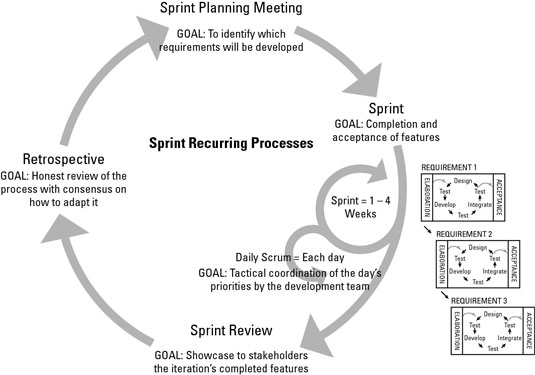 Sprint Planning Meeting
GOAL: To identify which
requirements will be developed
Sprint
GOAL: Completion and
acceptance of features
Sprint Recurring Processes
Retrospective
GOAL: Honest review of the
process with consensus on
how to adapt it
Sprint = 1 – 4
Weeks
Daily Scrum = Each day
GOAL: Tactical coordination of the day's
priorities by the development team
Sprint Review
GOAL: Showcase to stakeholders
the iteration's completed features
REQUIREMENT 1
ELABORATION
Design
Test
Test
Develop
Integrate
Test
ACCEPTANCE
REQUIREMENT 2
ELABORATION
Design
Test
Test
Develop
Integrate
Test
ACCEPTANCE
REQUIREMENT 3
ELABORATION
Design
Test
Test
Develop
Integrate
Test
ACCEPTANCE